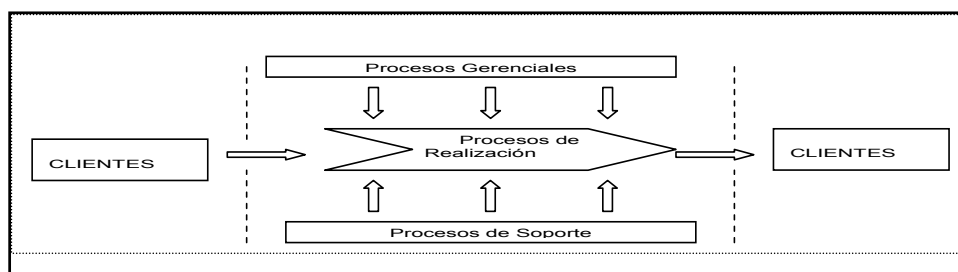 Procesos Gerenciales
CLIENTES
Procesos de
Realización
CLIENTES
Procesos de Soporte